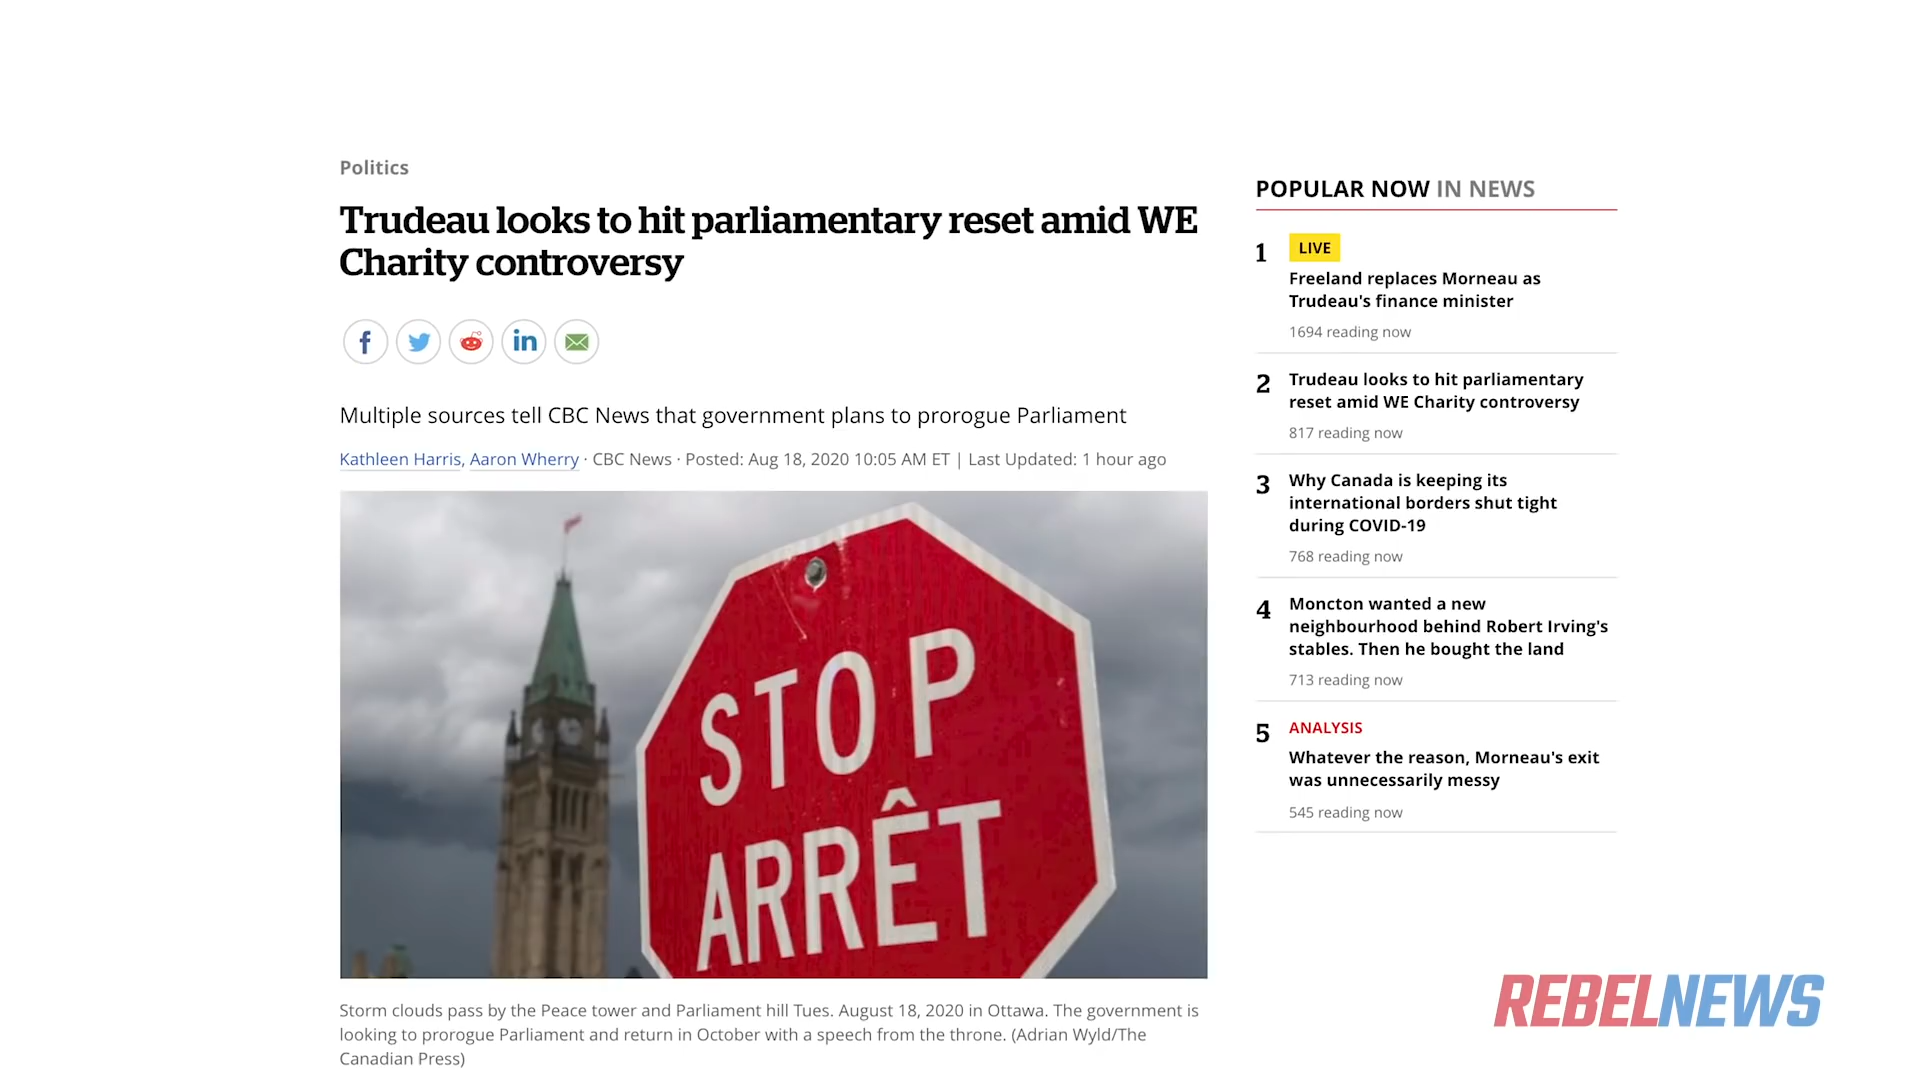 Politics
Trudeau looks to hit parliamentary reset amid WE
Charity controversy
Multiple sources tell CBC News that government plans to prorogue Parliament
Kathleen Harris, Aaron Wherry · CBC News · Posted: Aug 18, 2020 10:05 AM ET | Last Updated: 1 hour ago
STOP
ARRÊT
Storm clouds pass by the Peace tower and Parliament hill Tues. August 18, 2020 in Ottawa. The government is
looking to prorogue Parliament and return in October with a speech from the throne. (Adrian Wyld/The
Canadian Press)
POPULAR NOW IN NEWS
1 LIVE
Freeland replaces Morneau as
Trudeau's finance minister
1694 reading now
2 Trudeau looks to hit parliamentary
reset amid WE Charity controversy
817 reading now
3 Why Canada is keeping its
international borders shut tight
during COVID-19
768 reading now
4 Moncton wanted a new
neighbourhood behind Robert Irving's
stables. Then he bought the land
713 reading now
5 ANALYSIS
Whatever the reason, Morneau's exit
was unnecessarily messy
545 reading now
REBELNEWS